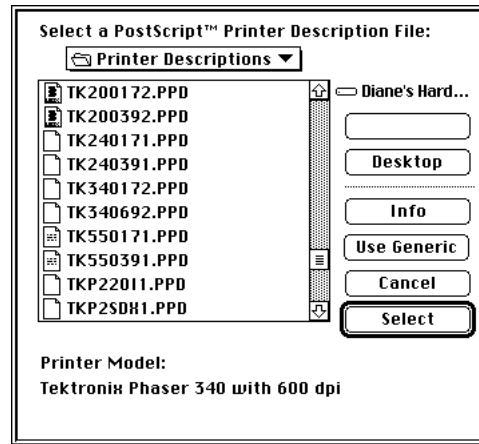 Select a PostScript™ Printer Description File:
Printer Descriptions
TK200172.PPD
TK200392.PPD
TK240171.PPD
TK240391.PPD
TK340172.PPD
TK340692.PPD
TK550171.PPD
TK550391.PPD
TKP220I1.PPD
TKP2SDX1.PPD
Diane's Hard...
Desktop
Info
Use Generic
Cancel
Select
Printer Model:
Tektronix Phaser 340 with 600 dpi